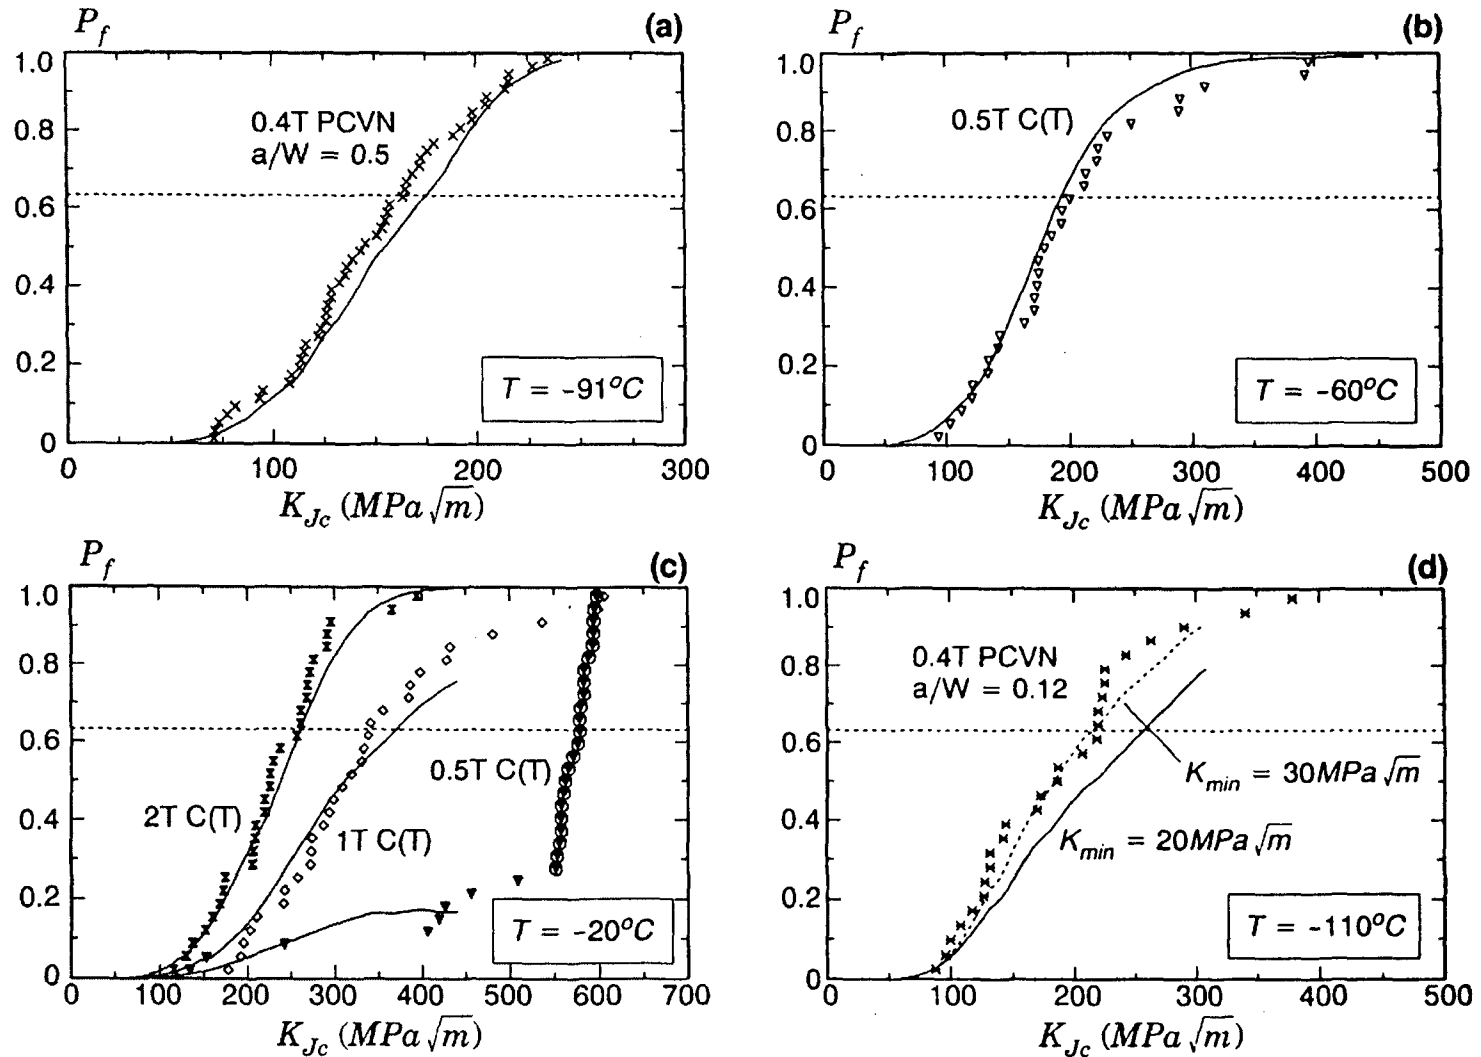 P_f (a)
1.0
0.8
0.6
0.4
0.2
0
0 100 200 300
0.4T PCVN
a/W = 0.5
T = -91°C
K_Jc (MPa√m)
P_f (b)
1.0
0.8
0.6
0.4
0.2
0
0 100 200 300 400 500
0.5T C(T)
T = -60°C
K_Jc (MPa√m)
P_f (c)
1.0
0.8
0.6
0.4
0.2
0
0 100 200 300 400 500 600 700
2T C(T)
1T C(T)
0.5T C(T)
T = -20°C
K_Jc (MPa√m)
P_f (d)
1.0
0.8
0.6
0.4
0.2
0
0 100 200 300 400 500
0.4T PCVN
a/W = 0.12
K_min = 30MPa√m
K_min = 20MPa√m
T = -110°C
K_Jc (MPa√m)